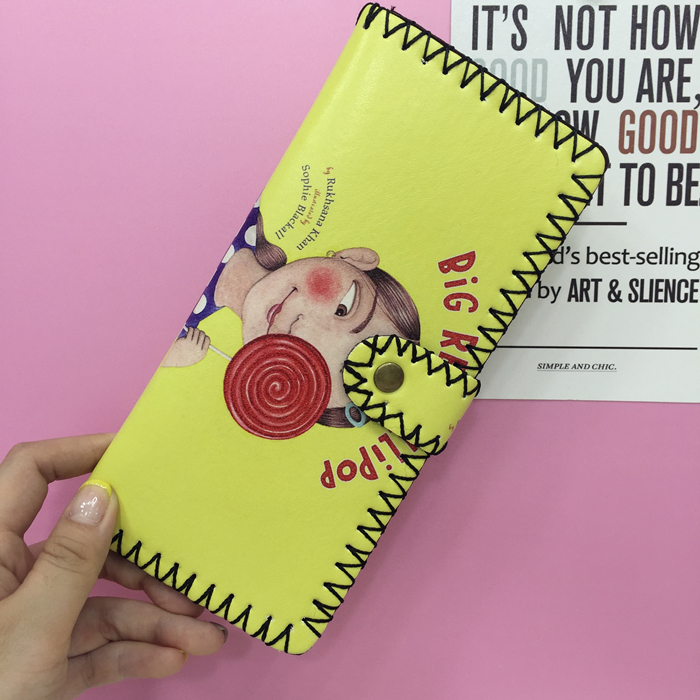 IT'S NOT HOW
GOOD YOU ARE,
GOOD
TO BE
best-selling
by ART & SLIENCE
SIMPLE AND CHIC.
by Rukhsana Khan
illustrated by
Sophie Blackall
BiG
LiPOP